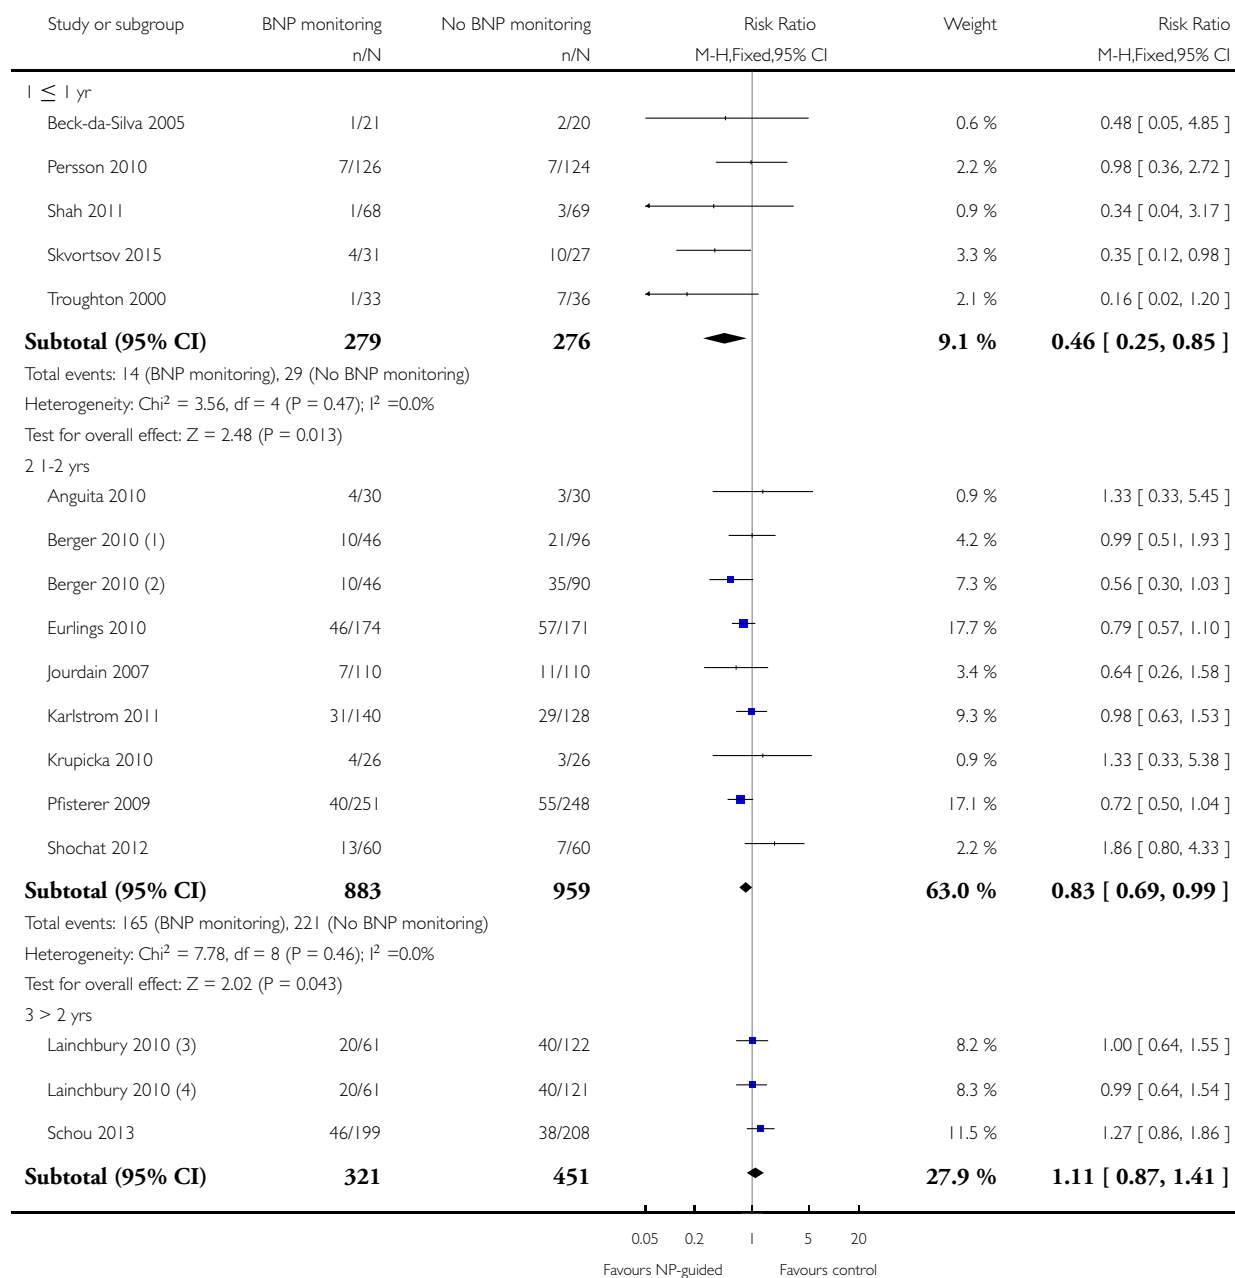 Study or subgroup BNP monitoring No BNP monitoring Risk Ratio Weight Risk Ratio
n/N n/N M-H,Fixed,95% CI M-H,Fixed,95% CI
1 ≤ 1 yr
Beck-da-Silva 2005 1/21 2/20 0.6 % 0.48 [ 0.05, 4.85 ]
Persson 2010 7/126 7/124 2.2 % 0.98 [ 0.36, 2.72 ]
Shah 2011 1/68 3/69 0.9 % 0.34 [ 0.04, 3.17 ]
Skvortsov 2015 4/31 10/27 3.3 % 0.35 [ 0.12, 0.98 ]
Troughton 2000 1/33 7/36 2.1 % 0.16 [ 0.02, 1.20 ]
Subtotal (95% CI) 279 276 9.1 % 0.46 [ 0.25, 0.85 ]
Total events: 14 (BNP monitoring), 29 (No BNP monitoring)
Heterogeneity: Chi² = 3.56, df = 4 (P = 0.47); I² =0.0%
Test for overall effect: Z = 2.48 (P = 0.013)
2 1-2 yrs
Anguita 2010 4/30 3/30 0.9 % 1.33 [ 0.33, 5.45 ]
Berger 2010 (1) 10/46 21/96 4.2 % 0.99 [ 0.51, 1.93 ]
Berger 2010 (2) 10/46 35/90 7.3 % 0.56 [ 0.30, 1.03 ]
Eurlings 2010 46/174 57/171 17.7 % 0.79 [ 0.57, 1.10 ]
Jourdain 2007 7/110 11/110 3.4 % 0.64 [ 0.26, 1.58 ]
Karlstrom 2011 31/140 29/128 9.3 % 0.98 [ 0.63, 1.53 ]
Krupicka 2010 4/26 3/26 0.9 % 1.33 [ 0.33, 5.38 ]
Pfisterer 2009 40/251 55/248 17.1 % 0.72 [ 0.50, 1.04 ]
Shochat 2012 13/60 7/60 2.2 % 1.86 [ 0.80, 4.33 ]
Subtotal (95% CI) 883 959 63.0 % 0.83 [ 0.69, 0.99 ]
Total events: 165 (BNP monitoring), 221 (No BNP monitoring)
Heterogeneity: Chi² = 7.78, df = 8 (P = 0.46); I² =0.0%
Test for overall effect: Z = 2.02 (P = 0.043)
3 > 2 yrs
Lainchbury 2010 (3) 20/61 40/122 8.2 % 1.00 [ 0.64, 1.55 ]
Lainchbury 2010 (4) 20/61 40/121 8.3 % 0.99 [ 0.64, 1.54 ]
Schou 2013 46/199 38/208 11.5 % 1.27 [ 0.86, 1.86 ]
Subtotal (95% CI) 321 451 27.9 % 1.11 [ 0.87, 1.41 ]
0.05 0.2 1 5 20
Favours NP-guided Favours control